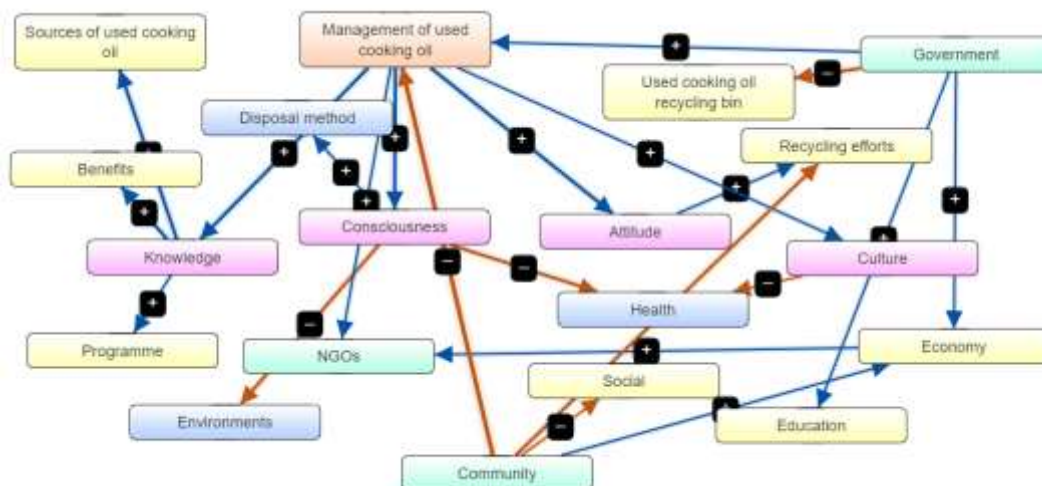 Sources of used cooking
oil
Management of used
cooking oil
+
Government
−
Used cooking oil
recycling bin
Disposal method
+
+
+
+
Recycling efforts
Benefits
+
+
+
+
+
+
+
Consciousness
Attitude
+
Knowledge
−
−
−
Culture
+
Health
−
Programme
NGOs
+
Economy
Social
Environments
−
+
Education
Community